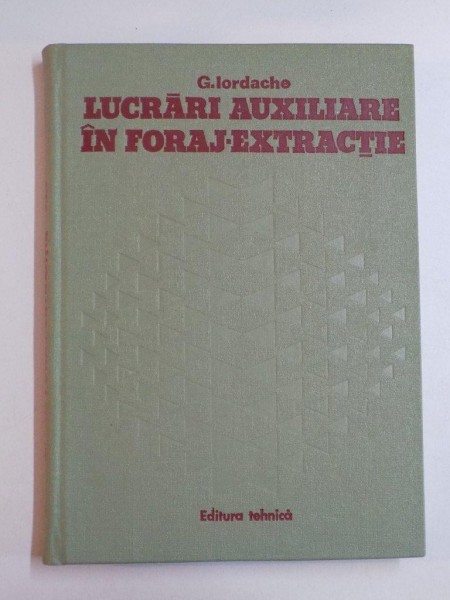 G.Iordache
LUCRĂRI AUXILIARE
ÎN FORAJ-EXTRACȚIE
Editura tehnică